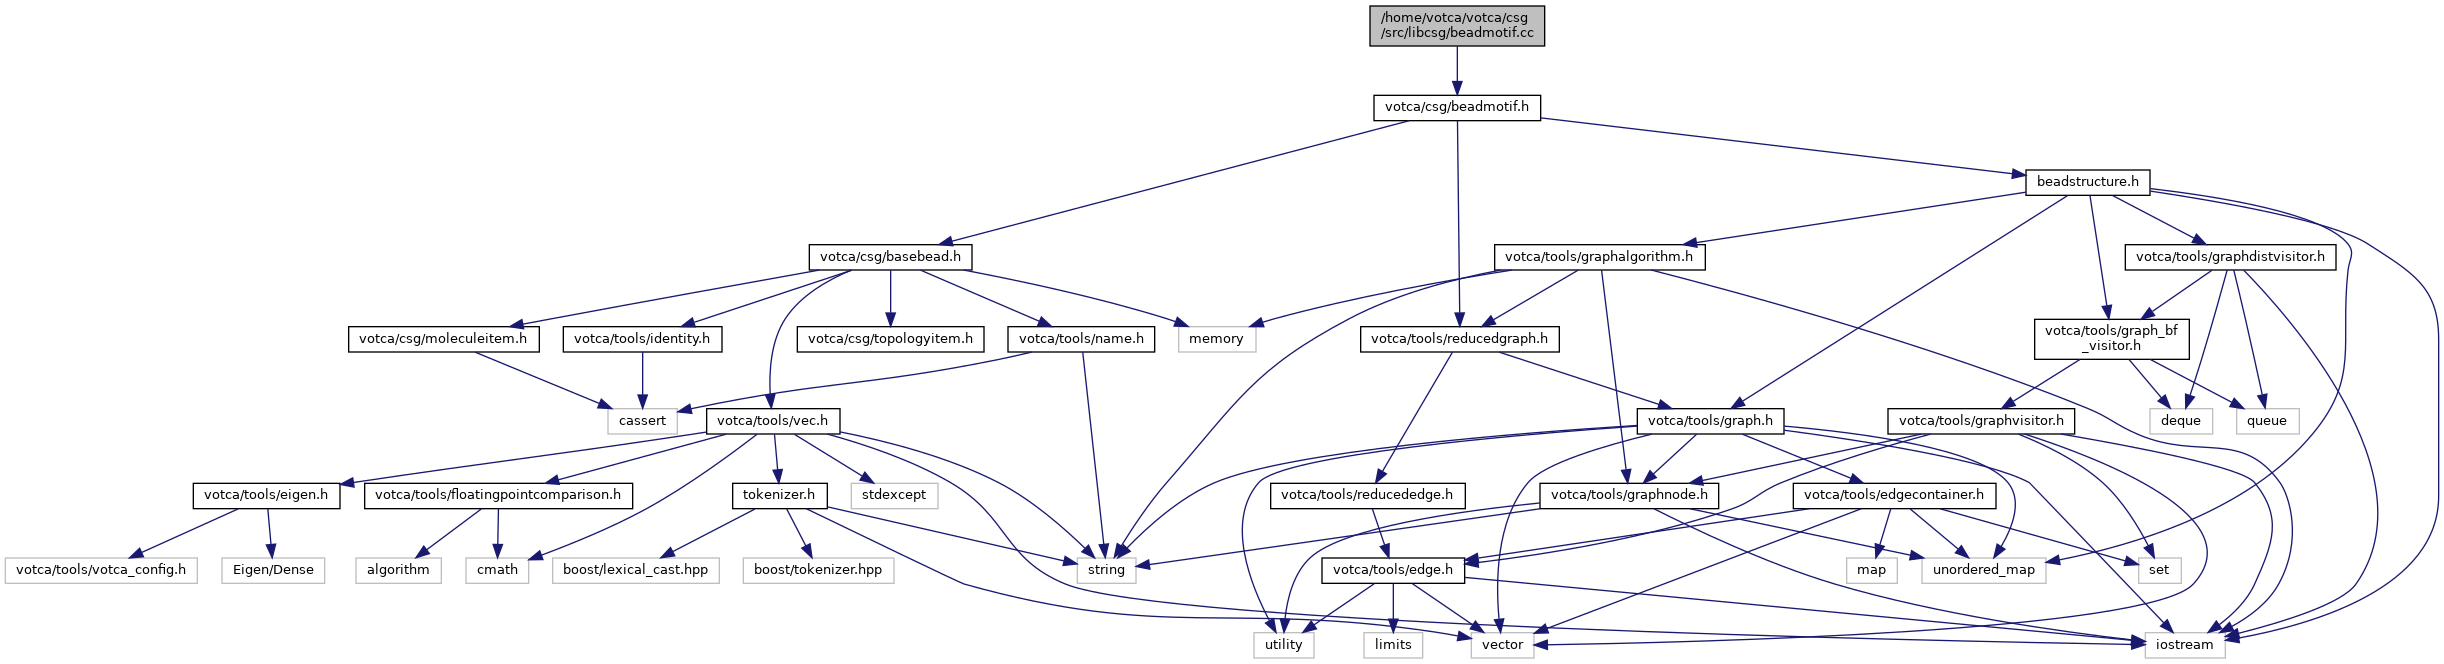 /home/votca/votca/csg
/src/libcsg/beadmotif.cc
votca/csg/beadmotif.h
beadstructure.h
votca/csg/basebead.h
votca/tools/graphalgorithm.h
votca/tools/graphdistvisitor.h
votca/csg/moleculeitem.h
votca/tools/identity.h
votca/csg/topologyitem.h
votca/tools/name.h
memory
votca/tools/reducedgraph.h
votca/tools/graph_bf
_visitor.h
cassert
votca/tools/vec.h
votca/tools/graph.h
votca/tools/graphvisitor.h
deque
queue
votca/tools/eigen.h
votca/tools/floatingpointcomparison.h
tokenizer.h
stdexcept
votca/tools/reducededge.h
votca/tools/graphnode.h
votca/tools/edgecontainer.h
votca/tools/votca_config.h
Eigen/Dense
algorithm
cmath
boost/lexical_cast.hpp
boost/tokenizer.hpp
string
votca/tools/edge.h
map
unordered_map
set
utility
limits
vector
iostream